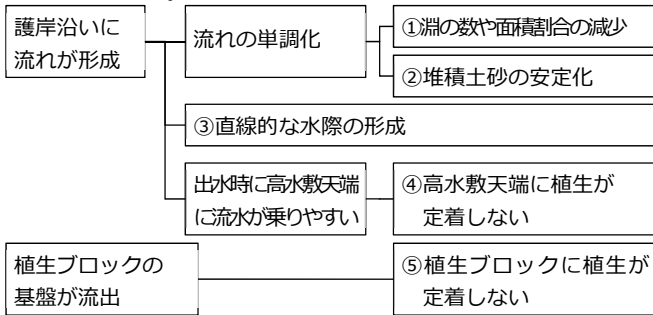 護岸沿いに
流れが形成
流れの単調化
①淵の数や面積割合の減少
②堆積土砂の安定化
③直線的な水際の形成
出水時に高水敷天端
に流水が乗りやすい
④高水敷天端に植生が
定着しない
植生ブロックの
基盤が流出
⑤植生ブロックに植生が
定着しない